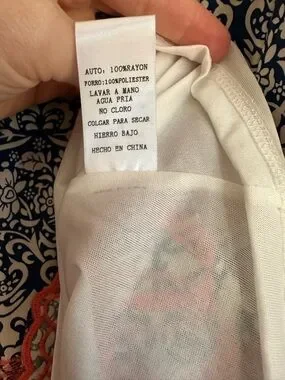 AUTO, 100%RAYON
FORRO:100%POLIESTER
LAVAR A MANO
AGUA FRIA
NO CLORO
COLGAR PARA SECAR
HIERRO BAJO
HECHO EN CHINA